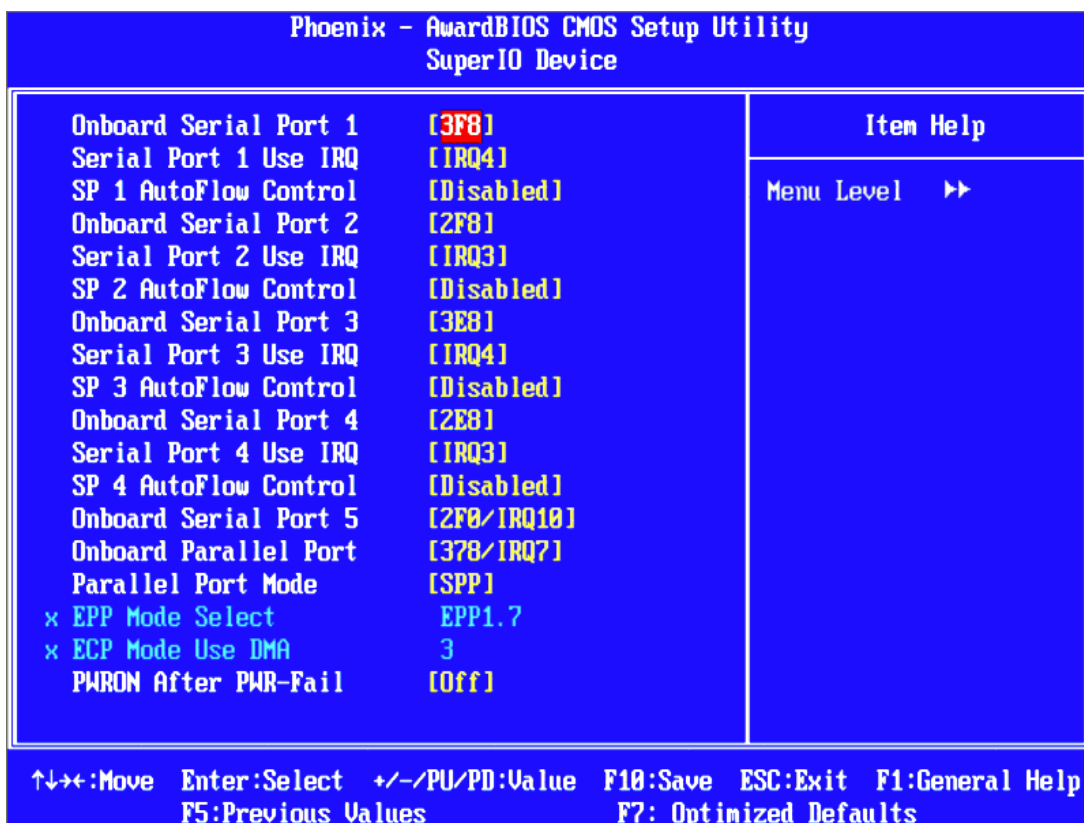 Phoenix - AwardBIOS CMOS Setup Utility
SuperIO Device
Onboard Serial Port 1 [3F8]
Serial Port 1 Use IRQ [IRQ4]
SP 1 AutoFlow Control [Disabled]
Onboard Serial Port 2 [2F8]
Serial Port 2 Use IRQ [IRQ3]
SP 2 AutoFlow Control [Disabled]
Onboard Serial Port 3 [3E8]
Serial Port 3 Use IRQ [IRQ4]
SP 3 AutoFlow Control [Disabled]
Onboard Serial Port 4 [2E8]
Serial Port 4 Use IRQ [IRQ3]
SP 4 AutoFlow Control [Disabled]
Onboard Serial Port 5 [2F0/IRQ10]
Onboard Parallel Port [378/IRQ7]
Parallel Port Mode [SPP]
x EPP Mode Select EPP1.7
x ECP Mode Use DMA 3
PWRON After PWR-Fail [Off]
Item Help
Menu Level ▸▸
↑↓→←:Move Enter:Select +/-/PU/PD:Value F10:Save ESC:Exit F1:General Help
F5:Previous Values F7: Optimized Defaults